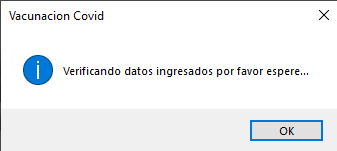 Vacunacion Covid
Verificando datos ingresados por favor espere...
OK